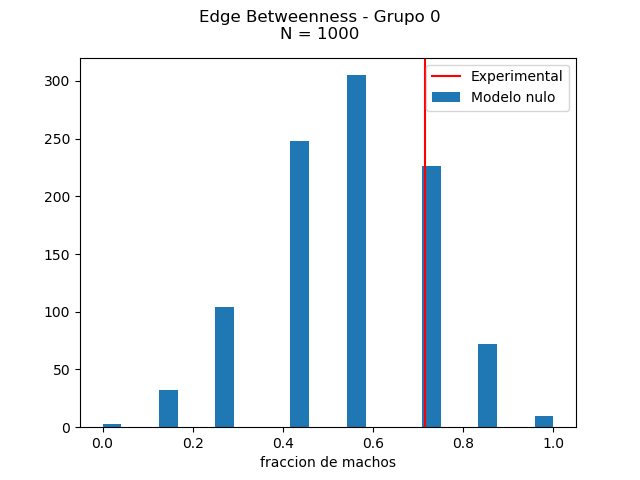 Edge Betweenness - Grupo 0
N = 1000
Experimental
Modelo nulo
300
250
200
150
100
50
0
0.0 0.2 0.4 0.6 0.8 1.0
fraccion de machos